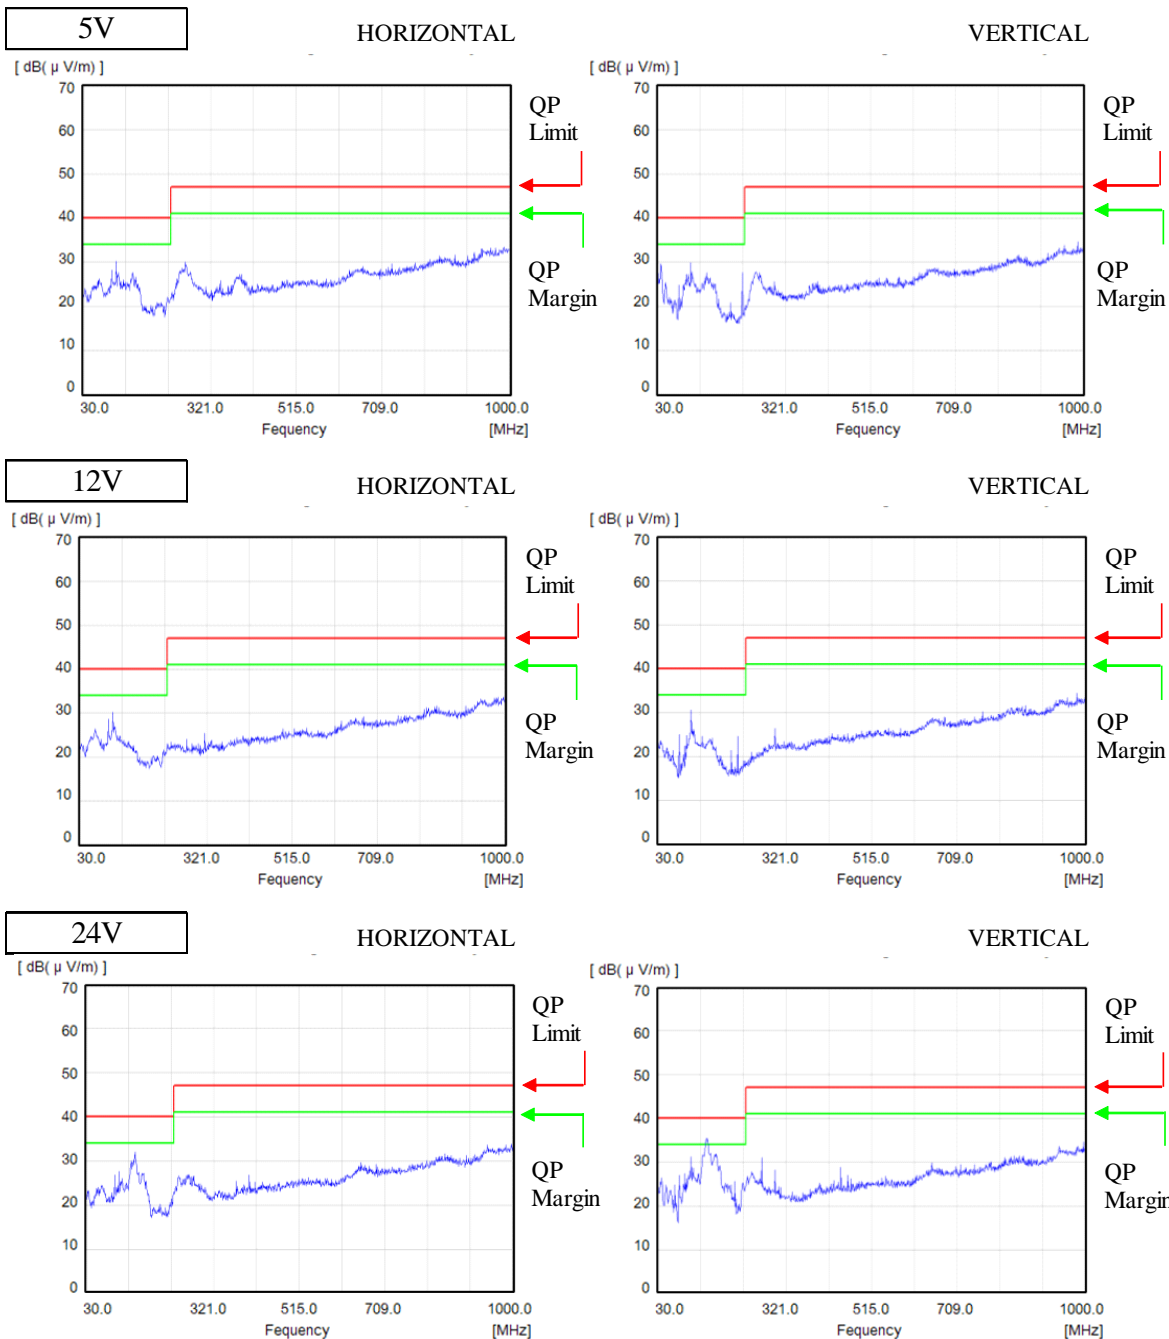 5V
HORIZONTAL
VERTICAL
[ dB( μ V/m) ]
70
60
50
40
30
20
10
0
30.0 321.0 515.0 709.0 1000.0
Fequency [MHz]
QP
Limit
QP
Margin
[ dB( μ V/m) ]
70
60
50
40
30
20
10
0
30.0 321.0 515.0 709.0 1000.0
Fequency [MHz]
QP
Limit
QP
Margin
12V
HORIZONTAL
VERTICAL
[ dB( μ V/m) ]
70
60
50
40
30
20
10
0
30.0 321.0 515.0 709.0 1000.0
Fequency [MHz]
QP
Limit
QP
Margin
[ dB( μ V/m) ]
70
60
50
40
30
20
10
0
30.0 321.0 515.0 709.0 1000.0
Fequency [MHz]
QP
Limit
QP
Margin
24V
HORIZONTAL
VERTICAL
[ dB( μ V/m) ]
70
60
50
40
30
20
10
0
30.0 321.0 515.0 709.0 1000.0
Fequency [MHz]
QP
Limit
QP
Margin
[ dB( μ V/m) ]
70
60
50
40
30
20
10
0
30.0 321.0 515.0 709.0 1000.0
Fequency [MHz]
QP
Limit
QP
Margin